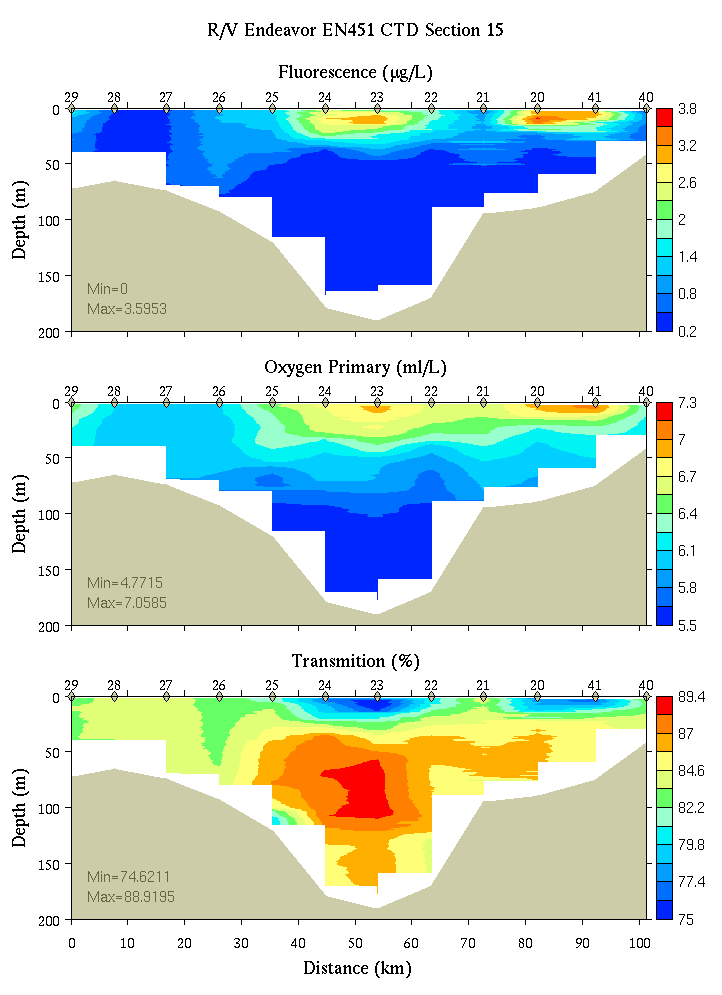 R/V Endeavor EN451 CTD Section 15
Fluorescence (µg/L)
29 28 27 26 25 24 23 22 21 20 41 40
0
50
100
150
200
Depth (m)
Min=0
Max=3.5953
3.8
3.2
2.6
2
1.4
0.8
0.2
Oxygen Primary (ml/L)
29 28 27 26 25 24 23 22 21 20 41 40
0
50
100
150
200
Depth (m)
Min=4.7715
Max=7.0585
7.3
7
6.7
6.4
6.1
5.8
5.5
Transmition (%)
29 28 27 26 25 24 23 22 21 20 41 40
0
50
100
150
200
Depth (m)
Min=74.6211
Max=88.9195
89.4
87
84.6
82.2
79.8
77.4
75
0 10 20 30 40 50 60 70 80 90 100
Distance (km)